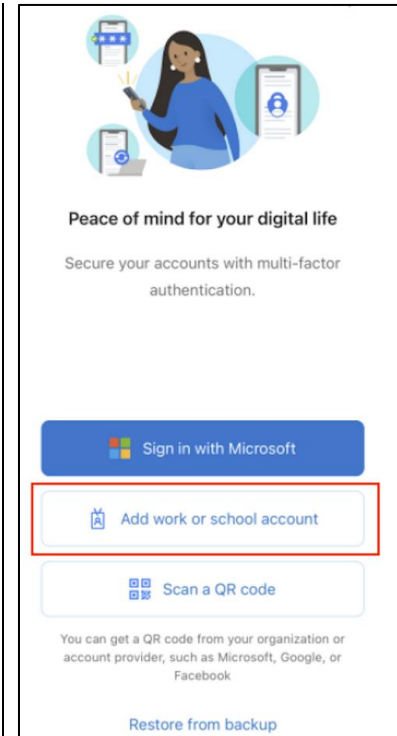 Peace of mind for your digital life
Secure your accounts with multi-factor
authentication.
Sign in with Microsoft
Add work or school account
Scan a QR code
You can get a QR code from your organization or
account provider, such as Microsoft, Google, or
Facebook
Restore from backup